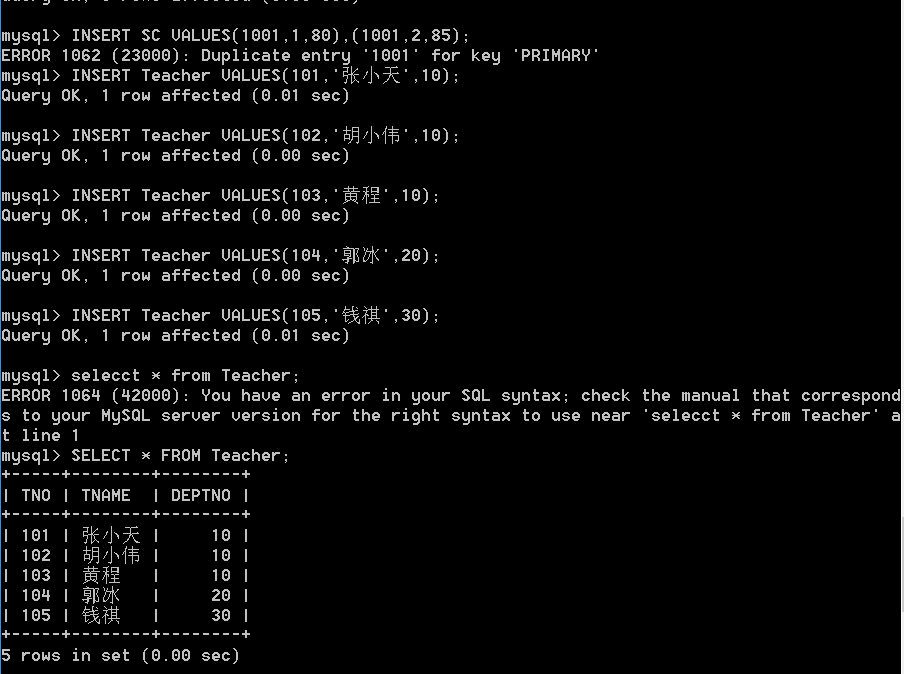 mysql> INSERT SC VALUES(1001,1,80),(1001,2,85);
ERROR 1062 (23000): Duplicate entry '1001' for key 'PRIMARY'
mysql> INSERT Teacher VALUES(101,'张小天',10);
Query OK, 1 row affected (0.01 sec)
mysql> INSERT Teacher VALUES(102,'胡小伟',10);
Query OK, 1 row affected (0.00 sec)
mysql> INSERT Teacher VALUES(103,'黄程',10);
Query OK, 1 row affected (0.00 sec)
mysql> INSERT Teacher VALUES(104,'郭冰',20);
Query OK, 1 row affected (0.00 sec)
mysql> INSERT Teacher VALUES(105,'钱祺',30);
Query OK, 1 row affected (0.01 sec)
mysql> selecct * from Teacher;
ERROR 1064 (42000): You have an error in your SQL syntax; check the manual that correspond
s to your MySQL server version for the right syntax to use near 'selecct * from Teacher' a
t line 1
mysql> SELECT * FROM Teacher;
+-----+--------+--------+
| TNO | TNAME  | DEPTNO |
+-----+--------+--------+
| 101 | 张小天 |     10 |
| 102 | 胡小伟 |     10 |
| 103 | 黄程   |     10 |
| 104 | 郭冰   |     20 |
| 105 | 钱祺   |     30 |
+-----+--------+--------+
5 rows in set (0.00 sec)